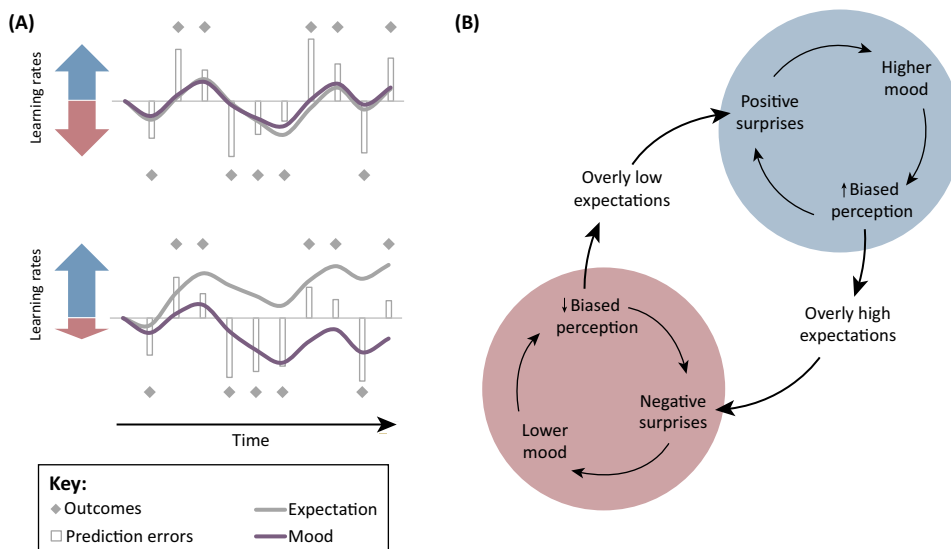 (A)
Learning rates
Learning rates
Time
Key:
Outcomes
Expectation
Prediction errors
Mood
(B)
Positive
surprises
Higher
mood
↑Biased
perception
Overly low
expectations
Overly high
expectations
↓Biased
perception
Negative
surprises
Lower
mood